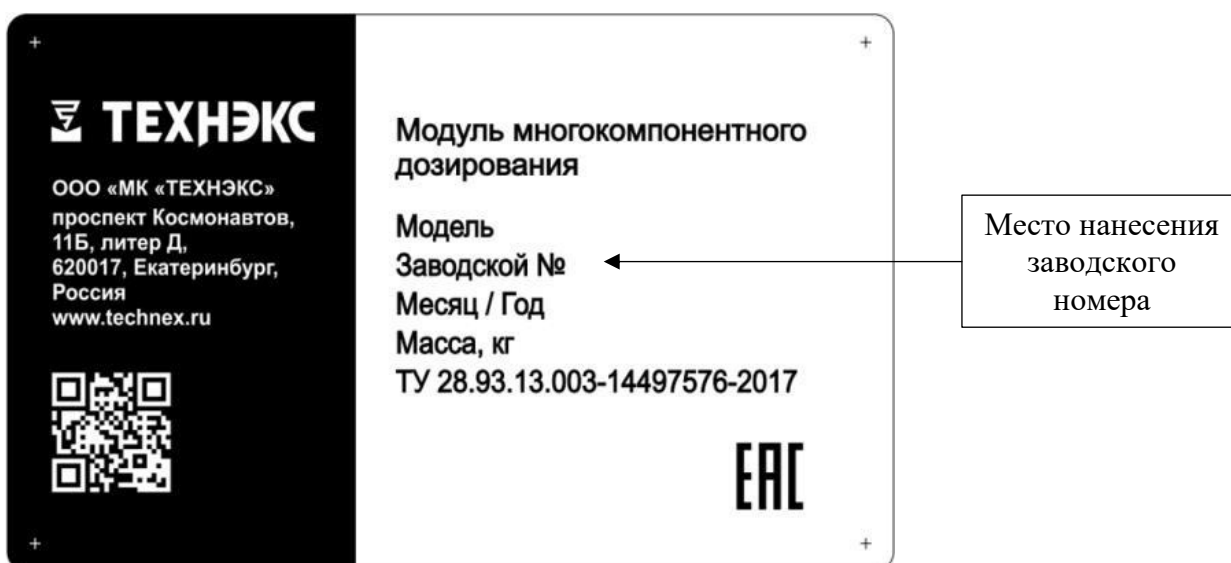 ТЕХНЭКС
ООО «МК «ТЕХНЭКС»
проспект Космонавтов,
11Б, литер Д,
620017, Екатеринбург,
Россия
www.technex.ru
Модуль многокомпонентного
дозирования
Модель
Заводской №
Месяц / Год
Масса, кг
ТУ 28.93.13.003-14497576-2017
EAC
Место нанесения
заводского
номера